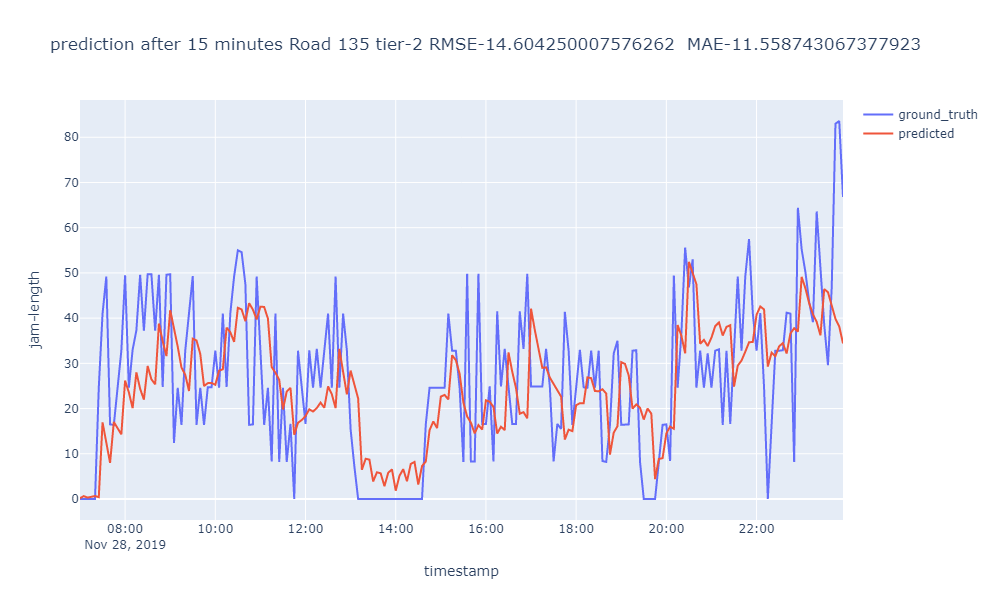 prediction after 15 minutes Road 135 tier-2 RMSE-14.604250007576262 MAE-11.558743067377923
ground_truth
predicted
80
70
60
50
40
30
20
10
0
jam-length
08:00 10:00 12:00 14:00 16:00 18:00 20:00 22:00
Nov 28, 2019
timestamp